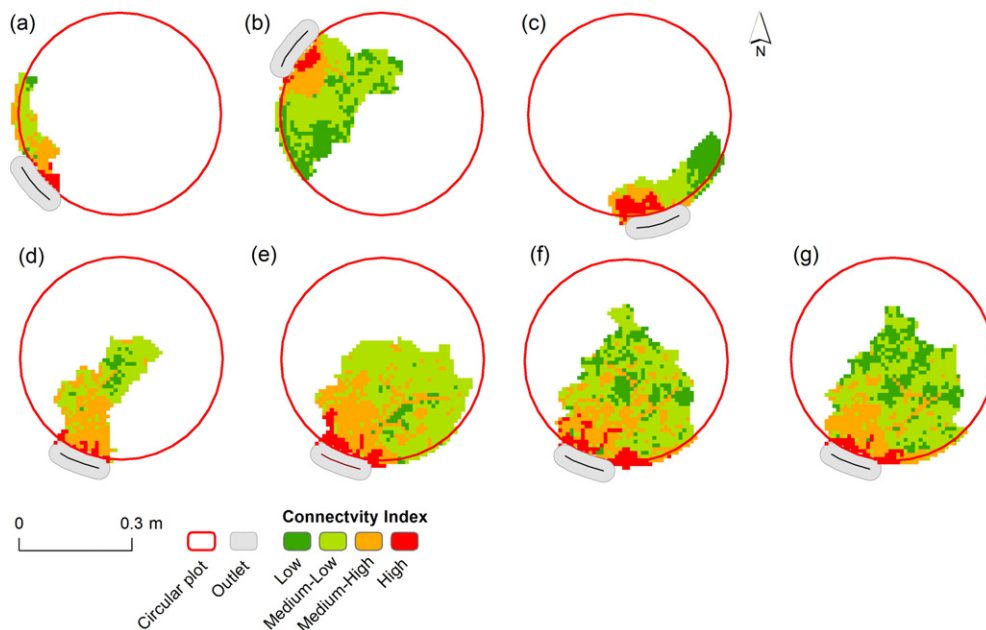 (a)
(b)
(c)
N
(d)
(e)
(f)
(g)
0 0.3 m
Connectvity Index
Circular plot
Outlet
Low
Medium-Low
Medium-High
High